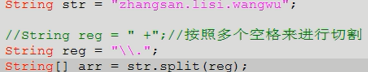 String str = "zhangsan.lisi.wangwu";
//String reg = " +";//按照多个空格来进行切割
String reg = "\\.";
String[] arr = str.split(reg);